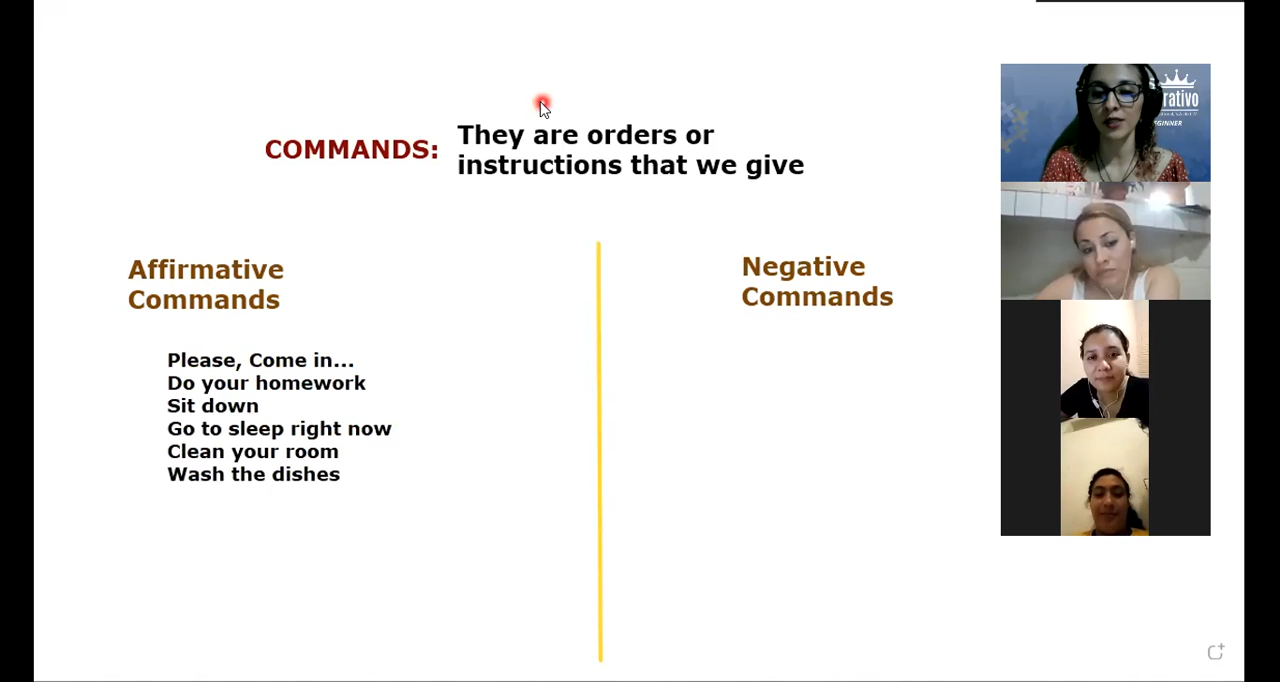 COMMANDS:
They are orders or
instructions that we give
Affirmative
Commands
Please, Come in...
Do your homework
Sit down
Go to sleep right now
Clean your room
Wash the dishes
Negative
Commands